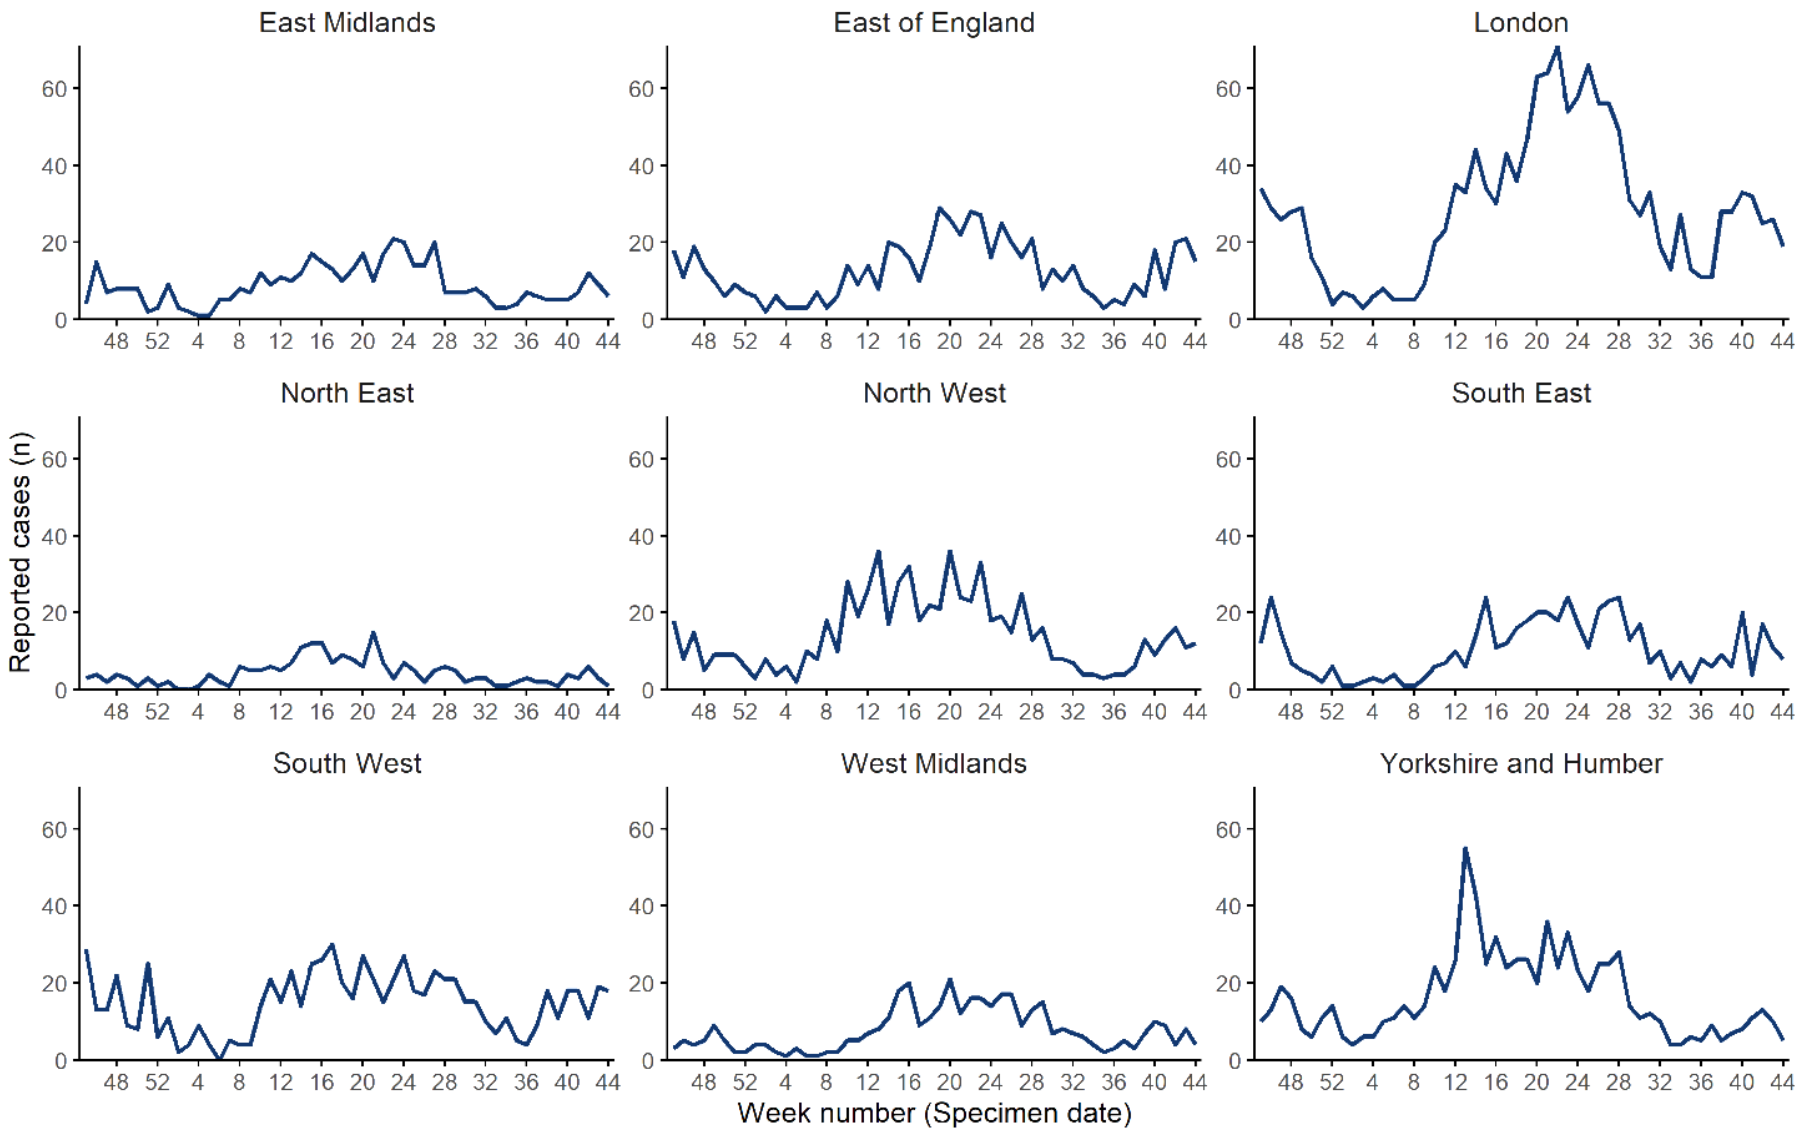 East Midlands East of England London
60 60 60
40 40 40
20 20 20
0 0 0
48 52 4 8 12 16 20 24 28 32 36 40 44 48 52 4 8 12 16 20 24 28 32 36 40 44 48 52 4 8 12 16 20 24 28 32 36 40 44
North East North West South East
Reported cases (n)
60 60 60
40 40 40
20 20 20
0 0 0
48 52 4 8 12 16 20 24 28 32 36 40 44 48 52 4 8 12 16 20 24 28 32 36 40 44 48 52 4 8 12 16 20 24 28 32 36 40 44
South West West Midlands Yorkshire and Humber
60 60 60
40 40 40
20 20 20
0 0 0
48 52 4 8 12 16 20 24 28 32 36 40 44 48 52 4 8 12 16 20 24 28 32 36 40 44 48 52 4 8 12 16 20 24 28 32 36 40 44
Week number (Specimen date)